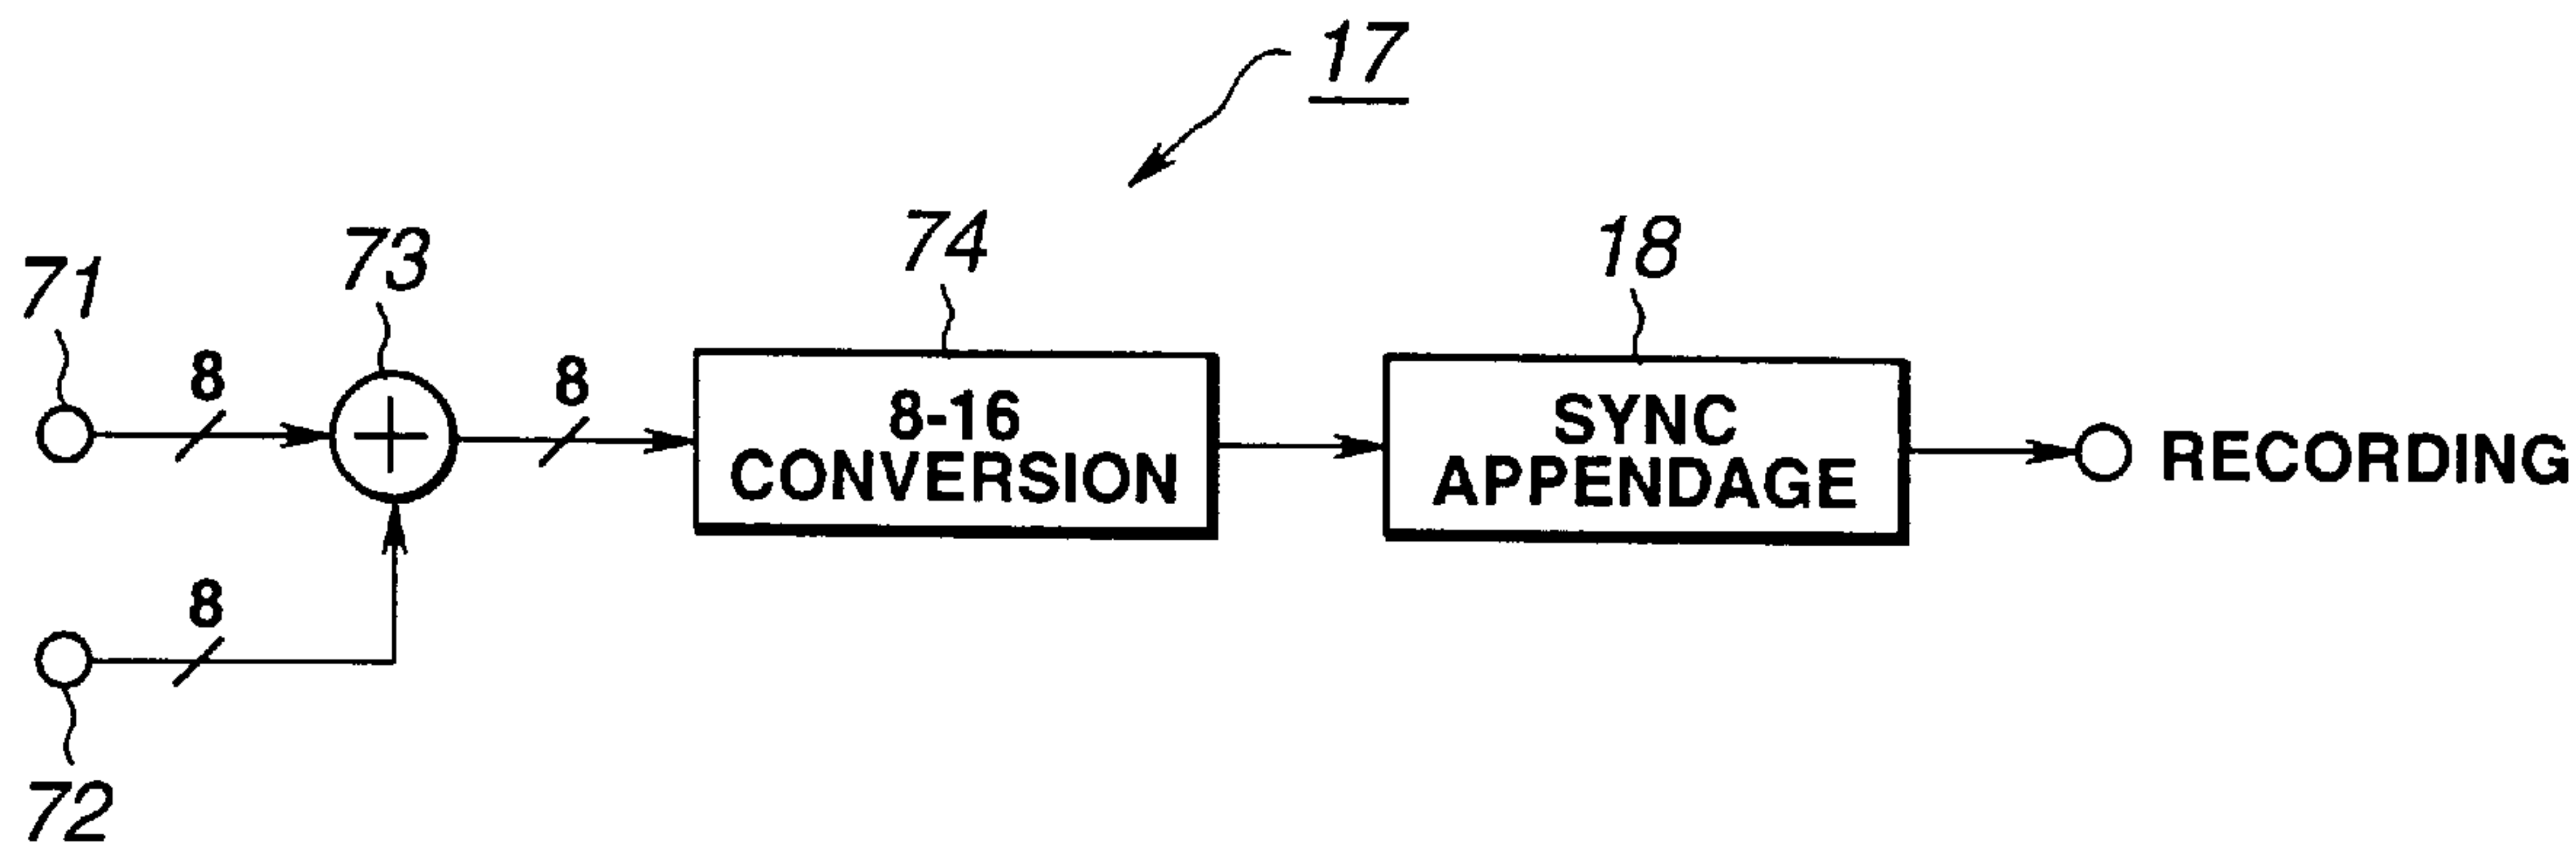 17
71
73
74
18
8
8
8-16
CONVERSION
SYNC
APPENDAGE
RECORDING
8
72